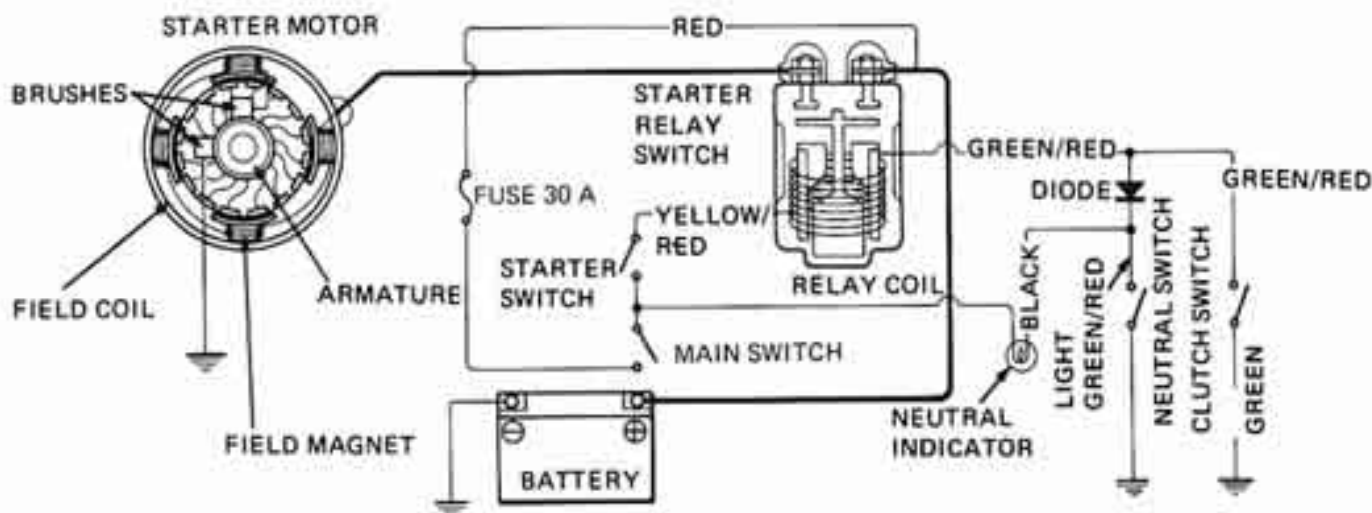 STARTER MOTOR
RED
BRUSHES
STARTER
RELAY
SWITCH
GREEN/RED
DIODE
GREEN/RED
FUSE 30 A
YELLOW/
RED
STARTER
SWITCH
ARMATURE
RELAY COIL
FIELD COIL
MAIN SWITCH
BLACK
LIGHT
GREEN/RED
NEUTRAL SWITCH
CLUTCH SWITCH
GREEN
NEUTRAL
INDICATOR
FIELD MAGNET
⊖ ⊕
BATTERY